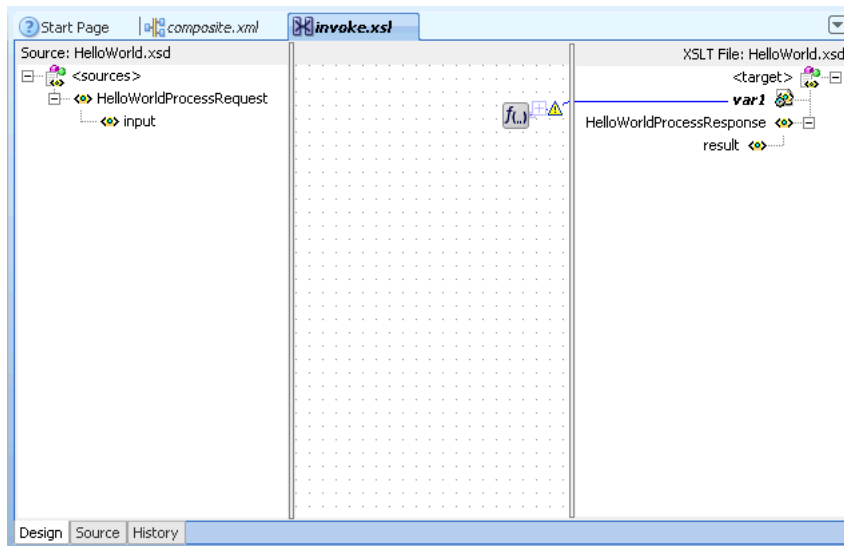 Start Page composite.xml invoke.xsl
Source: HelloWorld.xsd
XSLT File: HelloWorld.xsd
<sources>
<target>
HelloWorldProcessRequest
var1
input
f(..)
HelloWorldProcessResponse
result
Design Source History